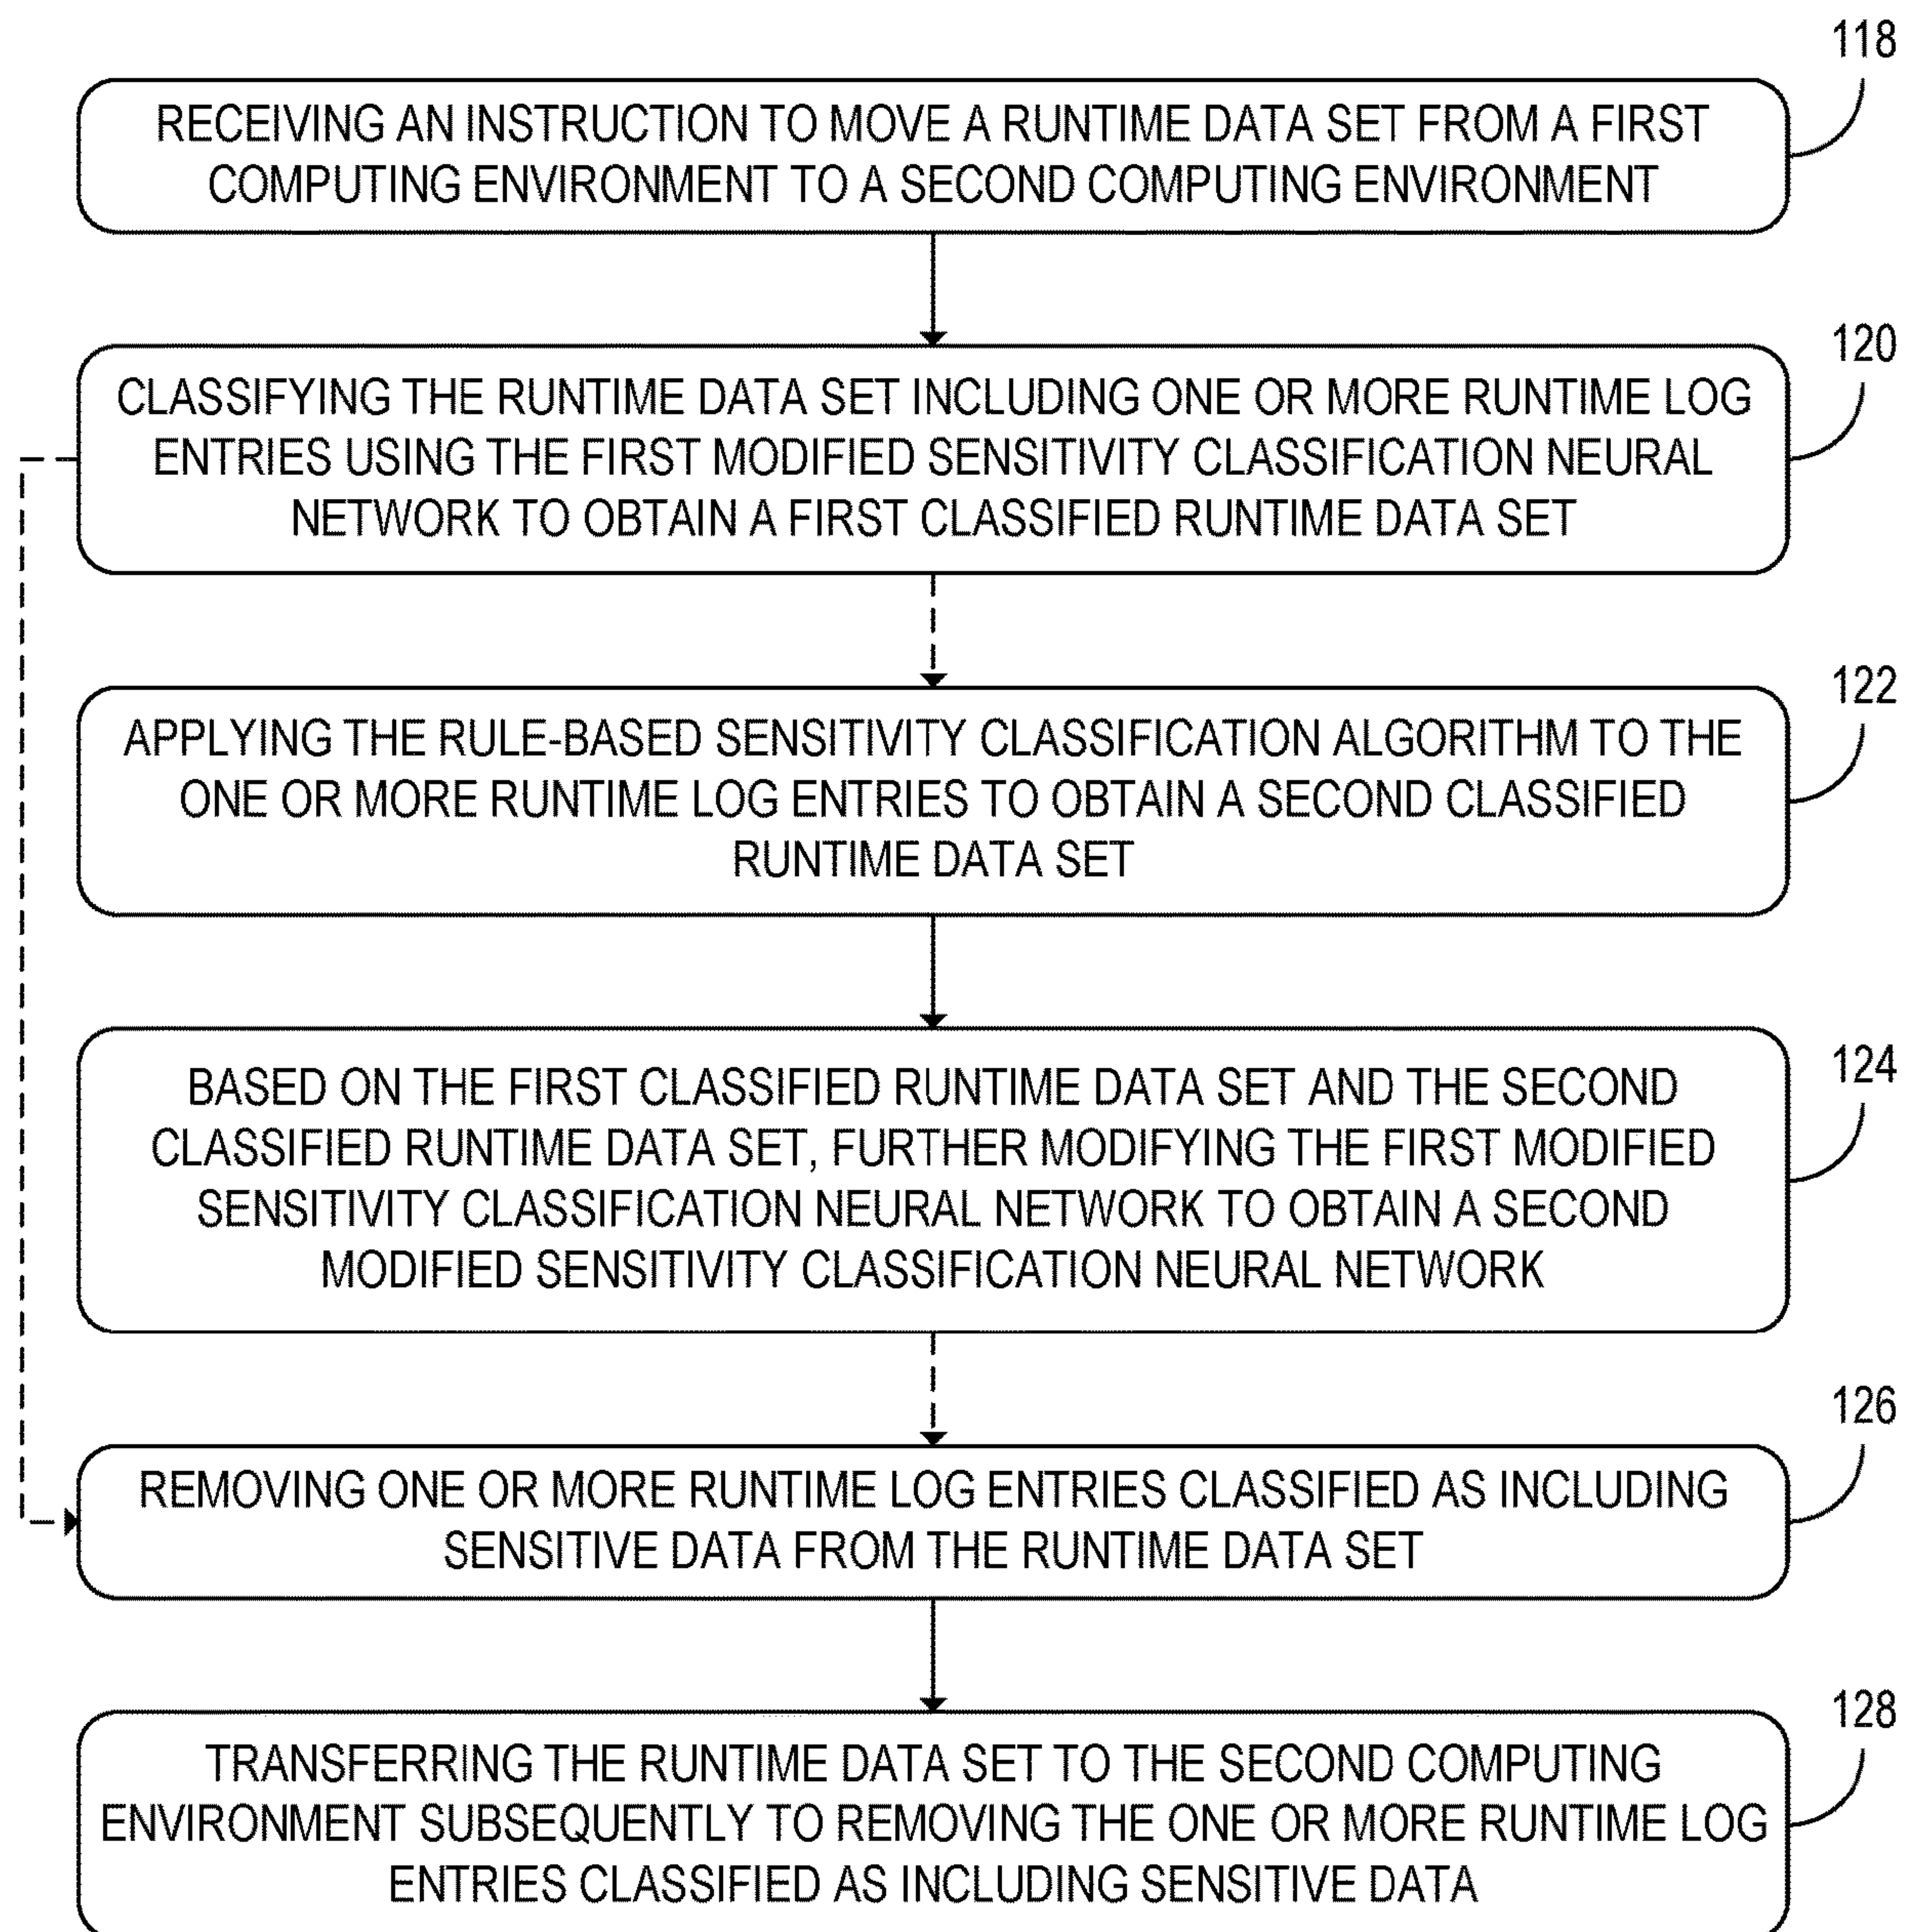 118
RECEIVING AN INSTRUCTION TO MOVE A RUNTIME DATA SET FROM A FIRST
COMPUTING ENVIRONMENT TO A SECOND COMPUTING ENVIRONMENT
120
CLASSIFYING THE RUNTIME DATA SET INCLUDING ONE OR MORE RUNTIME LOG
ENTRIES USING THE FIRST MODIFIED SENSITIVITY CLASSIFICATION NEURAL
NETWORK TO OBTAIN A FIRST CLASSIFIED RUNTIME DATA SET
122
APPLYING THE RULE-BASED SENSITIVITY CLASSIFICATION ALGORITHM TO THE
ONE OR MORE RUNTIME LOG ENTRIES TO OBTAIN A SECOND CLASSIFIED
RUNTIME DATA SET
124
BASED ON THE FIRST CLASSIFIED RUNTIME DATA SET AND THE SECOND
CLASSIFIED RUNTIME DATA SET, FURTHER MODIFYING THE FIRST MODIFIED
SENSITIVITY CLASSIFICATION NEURAL NETWORK TO OBTAIN A SECOND
MODIFIED SENSITIVITY CLASSIFICATION NEURAL NETWORK
126
REMOVING ONE OR MORE RUNTIME LOG ENTRIES CLASSIFIED AS INCLUDING
SENSITIVE DATA FROM THE RUNTIME DATA SET
128
TRANSFERRING THE RUNTIME DATA SET TO THE SECOND COMPUTING
ENVIRONMENT SUBSEQUENTLY TO REMOVING THE ONE OR MORE RUNTIME LOG
ENTRIES CLASSIFIED AS INCLUDING SENSITIVE DATA